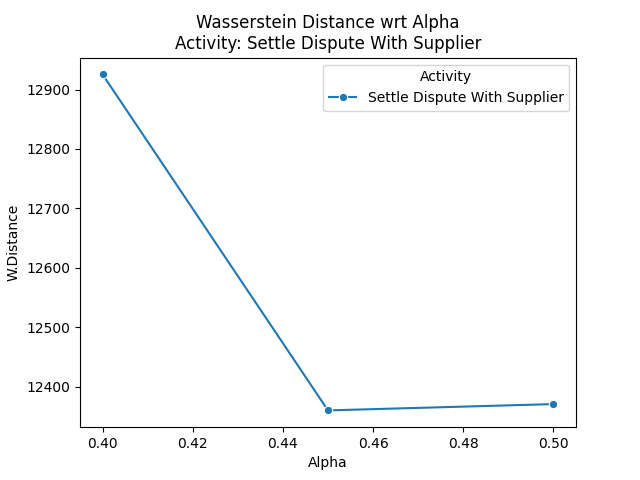 Wasserstein Distance wrt Alpha
Activity: Settle Dispute With Supplier
Activity
Settle Dispute With Supplier
W.Distance
12900
12800
12700
12600
12500
12400
0.40 0.42 0.44 0.46 0.48 0.50
Alpha